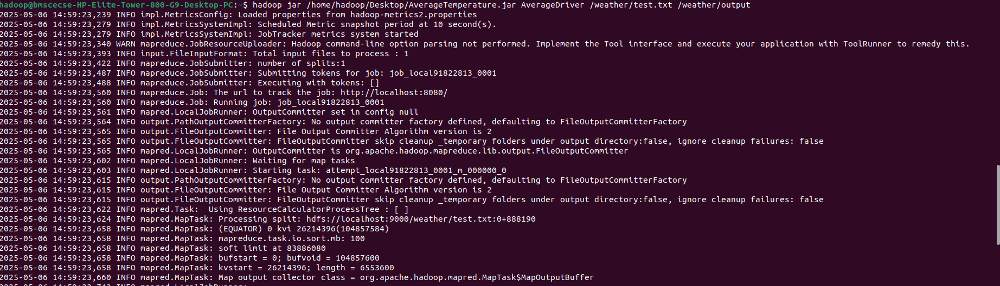 hadoop@bmscecse-HP-Elite-Tower-800-G9-Desktop-PC:~$ hadoop jar /home/hadoop/Desktop/AverageTemperature.jar AverageDriver /weather/test.txt /weather/output
2025-05-06 14:59:23,239 INFO impl.MetricsConfig: Loaded properties from hadoop-metrics2.properties
2025-05-06 14:59:23,279 INFO impl.MetricsSystemImpl: Scheduled Metric snapshot period at 10 second(s).
2025-05-06 14:59:23,279 INFO impl.MetricsSystemImpl: JobTracker metrics system started
2025-05-06 14:59:23,340 WARN mapreduce.JobResourceUploader: Hadoop command-line option parsing not performed. Implement the Tool interface and execute your application with ToolRunner to remedy this.
2025-05-06 14:59:23,393 INFO input.FileInputFormat: Total input files to process : 1
2025-05-06 14:59:23,422 INFO mapreduce.JobSubmitter: number of splits:1
2025-05-06 14:59:23,487 INFO mapreduce.JobSubmitter: Submitting tokens for job: job_local91822813_0001
2025-05-06 14:59:23,488 INFO mapreduce.JobSubmitter: Executing with tokens: []
2025-05-06 14:59:23,560 INFO mapreduce.Job: The url to track the job: http://localhost:8080/
2025-05-06 14:59:23,560 INFO mapreduce.Job: Running job: job_local91822813_0001
2025-05-06 14:59:23,561 INFO mapred.LocalJobRunner: OutputCommitter set in config null
2025-05-06 14:59:23,564 INFO output.PathOutputCommitterFactory: No output committer factory defined, defaulting to FileOutputCommitterFactory
2025-05-06 14:59:23,565 INFO output.FileOutputCommitter: File Output Committer Algorithm version is 2
2025-05-06 14:59:23,565 INFO output.FileOutputCommitter: FileOutputCommitter skip cleanup _temporary folders under output directory:false, ignore cleanup failures: false
2025-05-06 14:59:23,565 INFO mapred.LocalJobRunner: OutputCommitter is org.apache.hadoop.mapreduce.lib.output.FileOutputCommitter
2025-05-06 14:59:23,602 INFO mapred.LocalJobRunner: Waiting for map tasks
2025-05-06 14:59:23,603 INFO mapred.LocalJobRunner: Starting task: attempt_local91822813_0001_m_000000_0
2025-05-06 14:59:23,615 INFO output.PathOutputCommitterFactory: No output committer factory defined, defaulting to FileOutputCommitterFactory
2025-05-06 14:59:23,615 INFO output.FileOutputCommitter: File Output Committer Algorithm version is 2
2025-05-06 14:59:23,615 INFO output.FileOutputCommitter: FileOutputCommitter skip cleanup _temporary folders under output directory:false, ignore cleanup failures: false
2025-05-06 14:59:23,622 INFO mapred.Task:  Using ResourceCalculatorProcessTree : [ ]
2025-05-06 14:59:23,624 INFO mapred.MapTask: Processing split: hdfs://localhost:9000/weather/test.txt:0+888190
2025-05-06 14:59:23,658 INFO mapred.MapTask: (EQUATOR) 0 kvi 26214396(104857584)
2025-05-06 14:59:23,658 INFO mapred.MapTask: mapreduce.task.io.sort.mb: 100
2025-05-06 14:59:23,658 INFO mapred.MapTask: soft limit at 83886080
2025-05-06 14:59:23,658 INFO mapred.MapTask: bufstart = 0; bufvoid = 104857600
2025-05-06 14:59:23,658 INFO mapred.MapTask: kvstart = 26214396; length = 6553600
2025-05-06 14:59:23,660 INFO mapred.MapTask: Map output collector class = org.apache.hadoop.mapred.MapTask$MapOutputBuffer